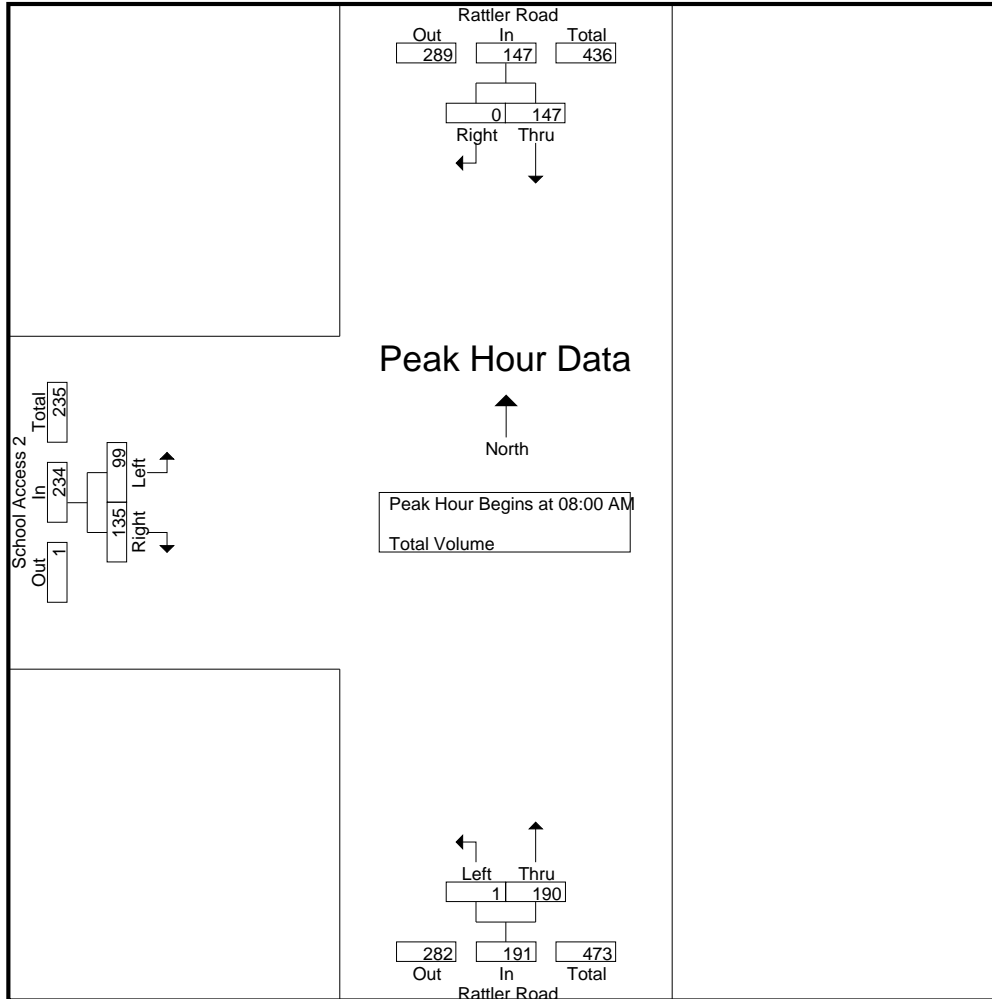 Rattler Road
Out In Total
289 147 436
0 147
Right Thru
Peak Hour Data
North
Peak Hour Begins at 08:00 AM
Total Volume
School Access 2
Out In Total
1 234 235
135 99
Right Left
Left Thru
1 190
282 191 473
Out In Total
Rattler Road